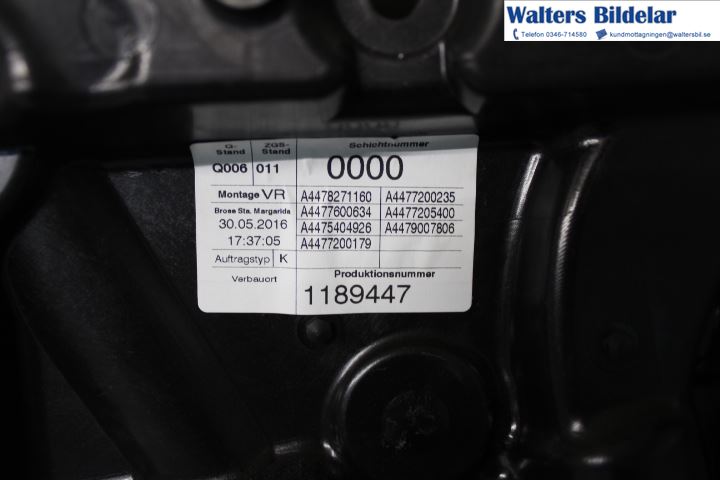 Walters Bildelar
Telefon 0346-714580 kundmottagningen@waltersbil.se
Q-Stand ZGS-Stand Schichtnummer
Q006 011 0000
Montage VR A4478271160 A4477200235
Brose Sta. Margarida A4477600634 A4477205400
30.05.2016 A4475404926 A4479007806
17:37:05 A4477200179
Auftragstyp K
Verbauort Produktionsnummer
1189447